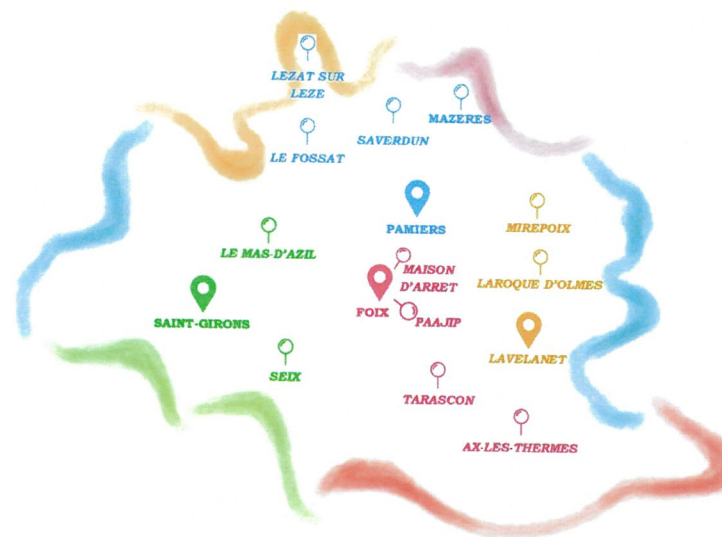 LEZAT SUR
LEZE
MAZERES
SAVERDUN
LE FOSSAT
PAMIERS
MIREPOIX
LE MAS-D'AZIL
MAISON
D'ARRET
LAROQUE D'OLMES
FOIX
PAAJIP
SAINT-GIRONS
LAVELANET
SEIX
TARASCON
AX-LES-THERMES